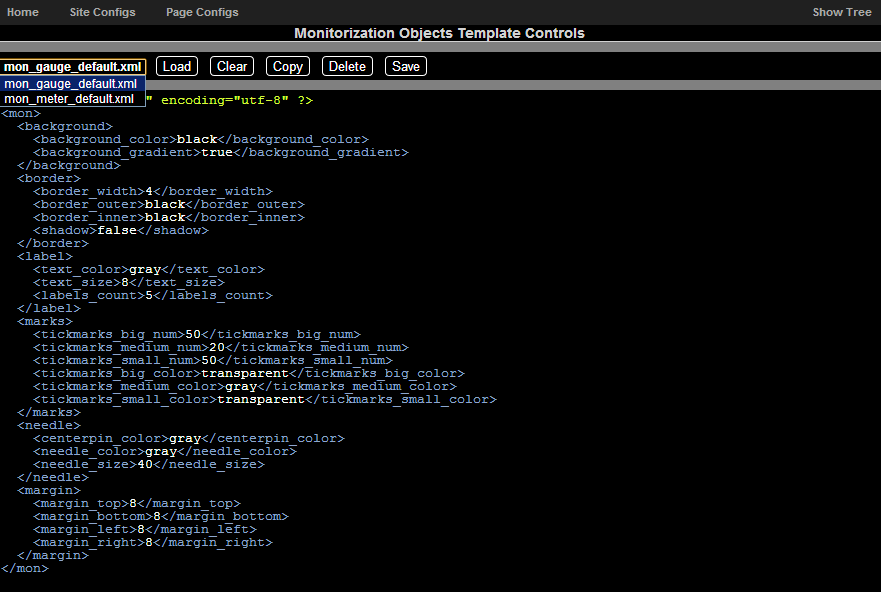 Home Site Configs Page Configs Show Tree
Monitorization Objects Template Controls
mon_gauge_default.xml Load Clear Copy Delete Save
mon_gauge_default.xml
mon_meter_default.xml
" encoding="utf-8" ?>
<mon>
  <background>
    <background_color>black</background_color>
    <background_gradient>true</background_gradient>
  </background>
  <border>
    <border_width>4</border_width>
    <border_outer>black</border_outer>
    <border_inner>black</border_inner>
    <shadow>false</shadow>
  </border>
  <label>
    <text_color>gray</text_color>
    <text_size>8</text_size>
    <labels_count>5</labels_count>
  </label>
  <marks>
    <tickmarks_big_num>50</tickmarks_big_num>
    <tickmarks_medium_num>20</tickmarks_medium_num>
    <tickmarks_small_num>50</tickmarks_small_num>
    <tickmarks_big_color>transparent</tickmarks_big_color>
    <tickmarks_medium_color>gray</tickmarks_medium_color>
    <tickmarks_small_color>transparent</tickmarks_small_color>
  </marks>
  <needle>
    <centerpin_color>gray</centerpin_color>
    <needle_color>gray</needle_color>
    <needle_size>40</needle_size>
  </needle>
  <margin>
    <margin_top>8</margin_top>
    <margin_bottom>8</margin_bottom>
    <margin_left>8</margin_left>
    <margin_right>8</margin_right>
  </margin>
</mon>